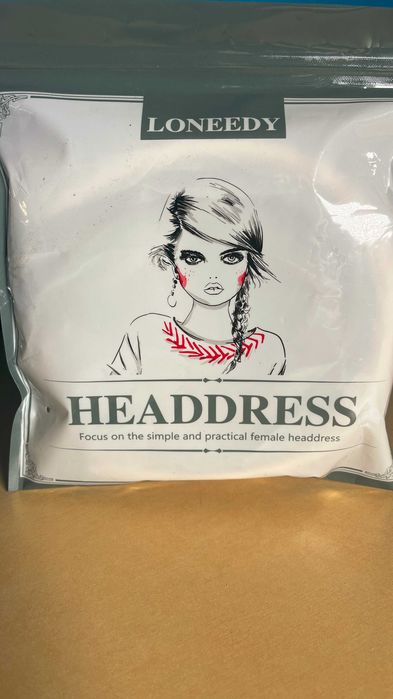 LONEEDY
HEADDRESS
Focus on the simple and practical female headdress